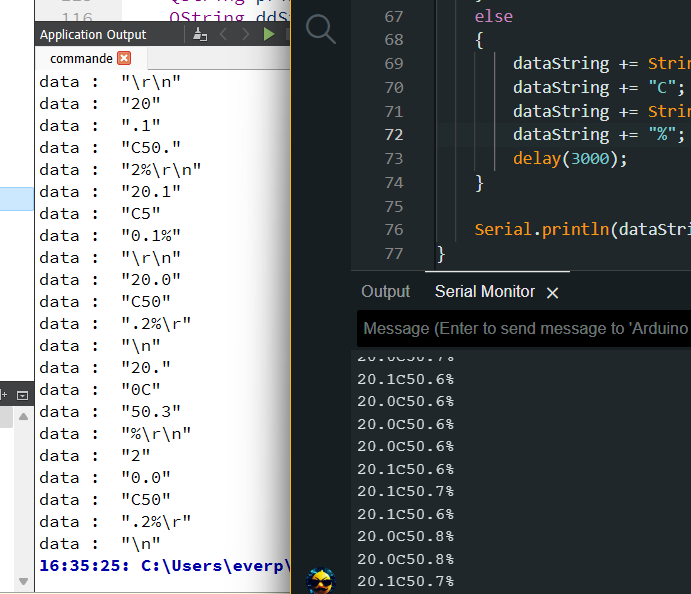 115
116
QString ddSt
Application Output
commande
data :  "\r\n"
data :  "20"
data :  ".1"
data :  "C50."
data :  "2%\r\n"
data :  "20.1"
data :  "C5"
data :  "0.1%"
data :  "\r\n"
data :  "20.0"
data :  "C50"
data :  ".2%\r"
data :  "\n"
data :  "20."
data :  "0C"
data :  "50.3"
data :  "%\r\n"
data :  "2"
data :  "0.0"
data :  "C50"
data :  ".2%\r"
data :  "\n"
16:35:25: C:\Users\everp\
67 else
68 {
69 dataString += Strin
70 dataString += "C";
71 dataString += Strin
72 dataString += "%";
73 delay(3000);
74 }
75
76 Serial.println(dataStri
77 }
Output
Serial Monitor
Message (Enter to send message to 'Arduino
20.0C50.7%
20.1C50.6%
20.0C50.6%
20.0C50.6%
20.0C50.6%
20.1C50.6%
20.1C50.7%
20.1C50.6%
20.0C50.8%
20.0C50.8%
20.1C50.7%